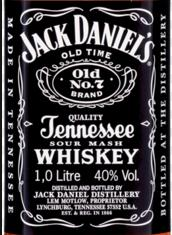 JACK DANIEL'S
OLD TIME
Old
No.7
BRAND
QUALITY
Tennessee
SOUR MASH
WHISKEY
1,0 Litre 40% Vol.
DISTILLED AND BOTTLED BY
JACK DANIEL DISTILLERY
LEM MOTLOW, PROPRIETOR
LYNCHBURG, TENNESSEE 37352 U.S.A.
EST. & REG. IN 1866
MADE IN TENNESSEE
BOTTLED AT THE DISTILLERY